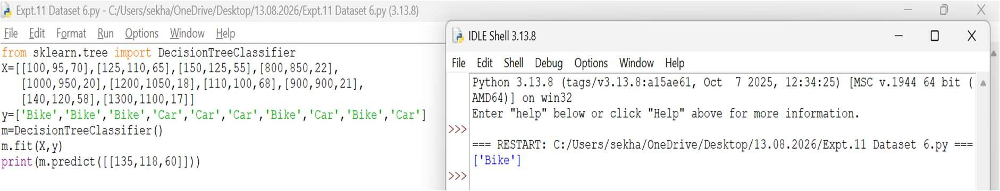 Expt.11 Dataset 6.py - C:/Users/sekha/OneDrive/Desktop/13.08.2026/Expt.11 Dataset 6.py (3.13.8)
File Edit Format Run Options Window Help
from sklearn.tree import DecisionTreeClassifier
X=[[100,95,70],[125,110,65],[150,125,55],[800,850,22],
[1000,950,20],[1200,1050,18],[110,100,68],[900,900,21],
[140,120,58],[1300,1100,17]]
y=['Bike','Bike','Bike','Car','Car','Car','Bike','Car','Bike','Car']
m=DecisionTreeClassifier()
m.fit(X,y)
print(m.predict([[135,118,60]]))
IDLE Shell 3.13.8
File Edit Shell Debug Options Window Help
Python 3.13.8 (tags/v3.13.8:a15ae61, Oct  7 2025, 12:34:25) [MSC v.1944 64 bit (
AMD64)] on win32
Enter "help" below or click "Help" above for more information.
>>>
=== RESTART: C:/Users/sekha/OneDrive/Desktop/13.08.2026/Expt.11 Dataset 6.py ===
['Bike']
>>>